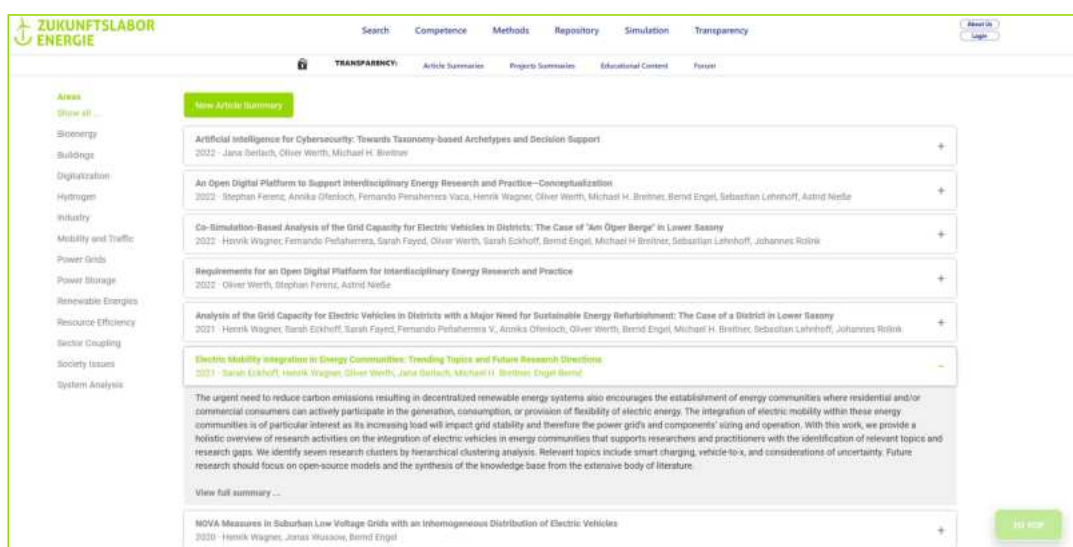 ZUKUNFTSLABOR
ENERGIE
Search Competence Methods Repository Simulation Transparency
About Us
Login
TRANSPARENCY: Article Summaries Projects Summaries Educational Content Forum
Areas
Show all ...
Bioenergy
Buildings
Digitalization
Hydrogen
Industry
Mobility and Traffic
Power Grids
Power Storage
Renewable Energies
Resource Efficiency
Sector Coupling
Society Issues
System Analysis
New Article Summary
Artificial Intelligence for Cybersecurity: Towards Taxonomy-based Archetypes and Decision Support
+
2022 - Jana Gerlach, Oliver Werth, Michael H. Breitner
An Open Digital Platform to Support Interdisciplinary Energy Research and Practice—Conceptualization
+
2022 - Stephan Ferenz, Annika Ofenloch, Fernando Penaherrera Vaca, Henrik Wagner, Oliver Werth, Michael H. Breitner, Bernd Engel, Sebastian Lehnhoff, Astrid Nieße
Co-Simulation-Based Analysis of the Grid Capacity for Electric Vehicles in Districts: The Case of "Am Ölper Berge" in Lower Saxony
+
2022 - Henrik Wagner, Fernando Peñaherrera, Sarah Fayed, Oliver Werth, Sarah Eckhoff, Bernd Engel, Michael H Breitner, Sebastian Lehnhoff, Johannes Rolink
Requirements for an Open Digital Platform for Interdisciplinary Energy Research and Practice
+
2022 - Oliver Werth, Stephan Ferenz, Astrid Nieße
Analysis of the Grid Capacity for Electric Vehicles in Districts with a Major Need for Sustainable Energy Refurbishment: The Case of a District in Lower Saxony
+
2021 - Henrik Wagner, Sarah Eckhoff, Sarah Fayed, Fernando Peñaherrera V., Annika Ofenloch, Oliver Werth, Bernd Engel, Michael H. Breitner, Sebastian Lehnhoff, Johannes Rolink
Electric Mobility Integration in Energy Communities: Trending Topics and Future Research Directions
-
2021 - Sarah Eckhoff, Henrik Wagner, Oliver Werth, Jana Gerlach, Michael H. Breitner, Engel Bernd
The urgent need to reduce carbon emissions resulting in decentralized renewable energy systems also encourages the establishment of energy communities where residential and/or
commercial consumers can actively participate in the generation, consumption, or provision of flexibility of electric energy. The integration of electric mobility within these energy
communities is of particular interest as its increasing load will impact grid stability and therefore the power grid's and components' sizing and operation. With this work, we provide a
holistic overview of research activities on the integration of electric vehicles in energy communities that supports researchers and practitioners with the identification of relevant topics and
research gaps. We identify seven research clusters by hierarchical clustering analysis. Relevant topics include smart charging, vehicle-to-x, and considerations of uncertainty. Future
research should focus on open-source models and the synthesis of the knowledge base from the extensive body of literature.
View full summary ...
NOVA Measures in Suburban Low Voltage Grids with an Inhomogeneous Distribution of Electric Vehicles
+
2020 - Henrik Wagner, Jonas Wussow, Bernd Engel
TO TOP